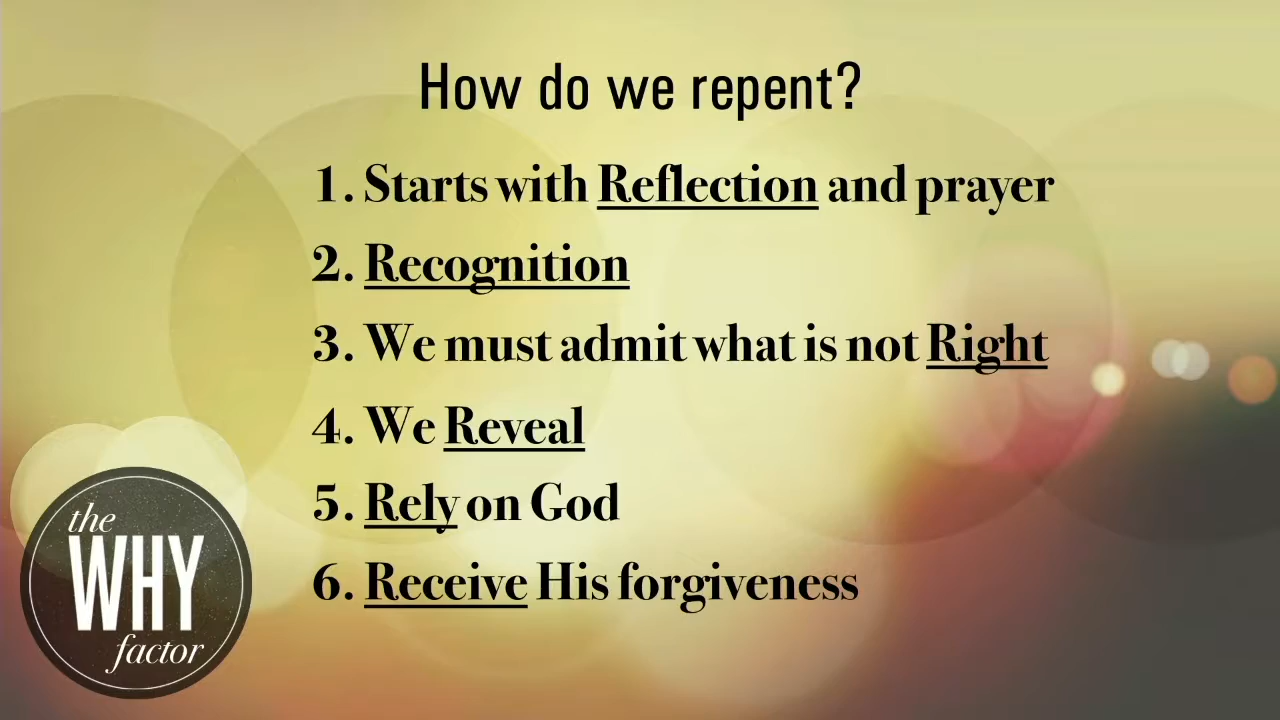 How do we repent?
1. Starts with Reflection and prayer
2. Recognition
3. We must admit what is not Right
4. We Reveal
5. Rely on God
6. Receive His forgiveness
the
WHY
factor